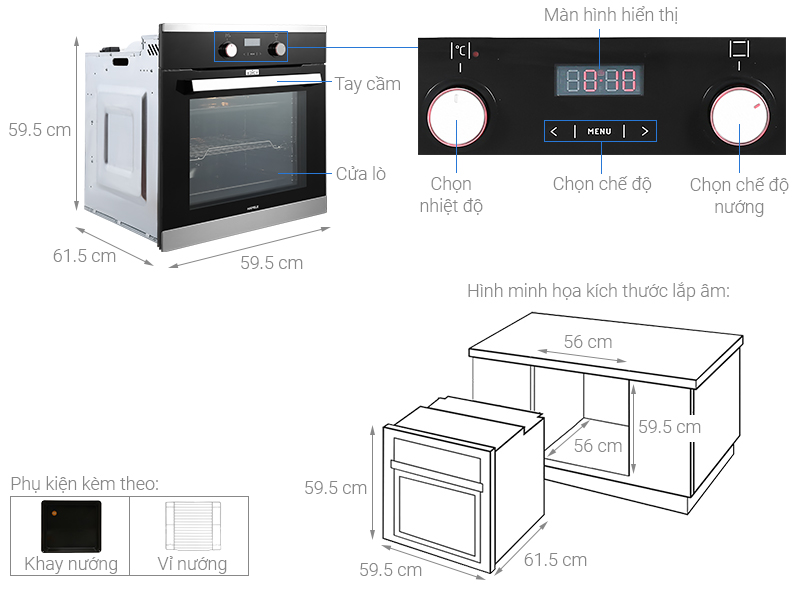 Màn hình hiển thị
°C
0:10
< | MENU | >
Tay cầm
59.5 cm
Cửa lò
HAFELE
Chọn
nhiệt độ
Chọn chế độ
Chọn chế độ
nướng
61.5 cm
59.5 cm
Hình minh họa kích thước lắp âm:
56 cm
59.5 cm
56 cm
59.5 cm
61.5 cm
59.5 cm
Phụ kiện kèm theo:
Khay nướng
Vỉ nướng